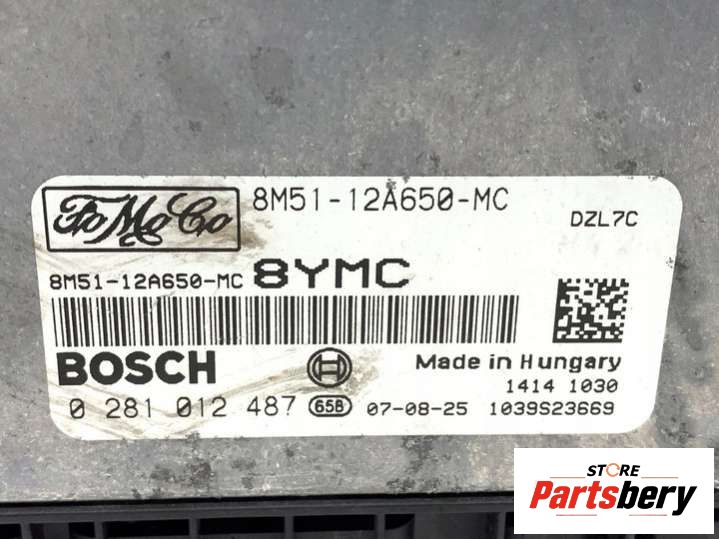 FoMoCo
8M51-12A650-MC
DZL7C
8M51-12A650-MC 8YMC
BOSCH
Made in Hungary
1414 1030
0 281 012 487 65B 07-08-25 1039S23669
STORE
Partsbery